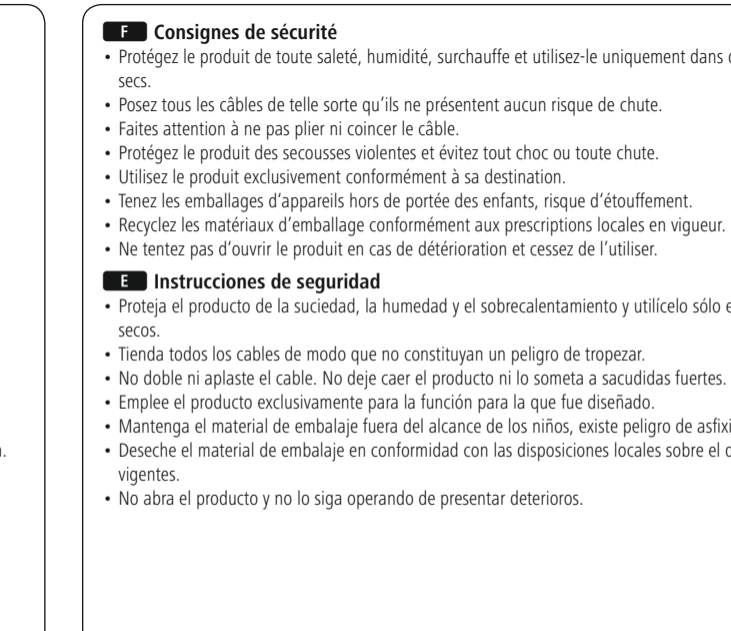 F Consignes de sécurité
• Protégez le produit de toute saleté, humidité, surchauffe et utilisez-le uniquement dans
secs.
• Posez tous les câbles de telle sorte qu'ils ne présentent aucun risque de chute.
• Faites attention à ne pas plier ni coincer le câble.
• Protégez le produit des secousses violentes et évitez tout choc ou toute chute.
• Utilisez le produit exclusivement conformément à sa destination.
• Tenez les emballages d'appareils hors de portée des enfants, risque d'étouffement.
• Recyclez les matériaux d'emballage conformément aux prescriptions locales en vigueur.
• Ne tentez pas d'ouvrir le produit en cas de détérioration et cessez de l'utiliser.
E Instrucciones de seguridad
• Proteja el producto de la suciedad, la humedad y el sobrecalentamiento y utilícelo sólo
secos.
• Tienda todos los cables de modo que no constituyan un peligro de tropezar.
• No doble ni aplaste el cable. No deje caer el producto ni lo someta a sacudidas fuertes.
• Emplee el producto exclusivamente para la función para la que fue diseñado.
• Mantenga el material de embalaje fuera del alcance de los niños, existe peligro de asfixi
• Deseche el material de embalaje en conformidad con las disposiciones locales sobre el
vigentes.
• No abra el producto y no lo siga operando de presentar deterioros.